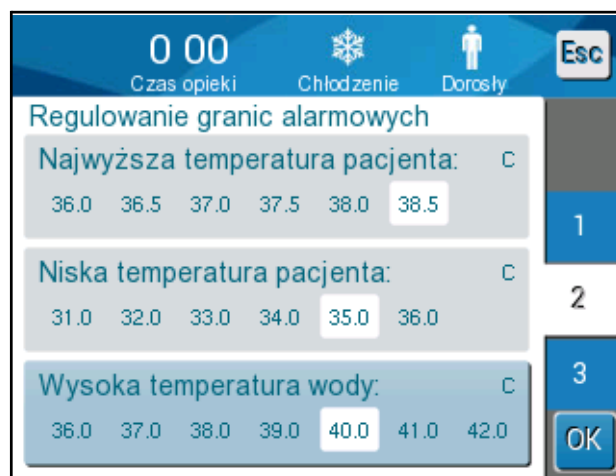 0 00
Czas opieki
Chłodzenie
Dorosły
Esc
Regulowanie granic alarmowych
Najwyższa temperatura pacjenta: C
36.0 36.5 37.0 37.5 38.0 38.5
1
Niska temperatura pacjenta: C
31.0 32.0 33.0 34.0 35.0 36.0
2
Wysoka temperatura wody: C
36.0 37.0 38.0 39.0 40.0 41.0 42.0
3
OK